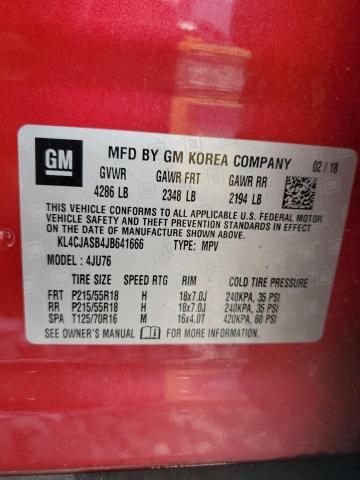 GM MFD BY GM KOREA COMPANY 02 / 18
GVWR GAWR FRT GAWR RR
4286 LB 2348 LB 2194 LB
THIS VEHICLE CONFORMS TO ALL APPLICABLE U.S. FEDERAL MOTOR
VEHICLE SAFETY AND THEFT PREVENTION STANDARDS IN EFFECT
ON THE DATE OF MANUFACTURE SHOWN ABOVE.
KL4CJASB4JB641666 TYPE: MPV
MODEL : 4JU76
TIRE SIZE SPEED RTG RIM COLD TIRE PRESSURE
FRT P215/55R18 H 18x7.0J 240KPA, 35 PSI
RR P215/55R18 H 18x7.0J 240KPA, 35 PSI
SPA T125/70R16 M 16x4.0T 420KPA, 60 PSI
SEE OWNER'S MANUAL FOR MORE INFORMATION.